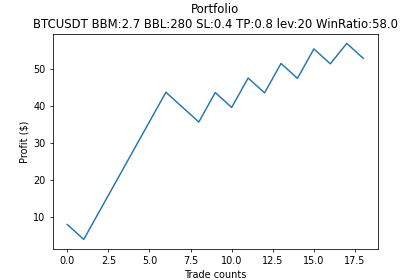 Portfolio
BTCUSDT BBM:2.7 BBL:280 SL:0.4 TP:0.8 lev:20 WinRatio:58.0
50
40
30
20
10
Profit ($)
0.0 2.5 5.0 7.5 10.0 12.5 15.0 17.5
Trade counts